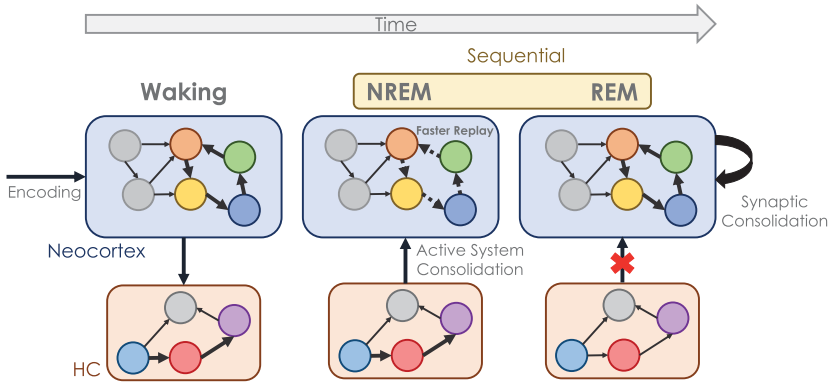 Time
Sequential
Waking
NREM
REM
Faster Replay
Encoding
Synaptic
Consolidation
Neocortex
Active System
Consolidation
HC